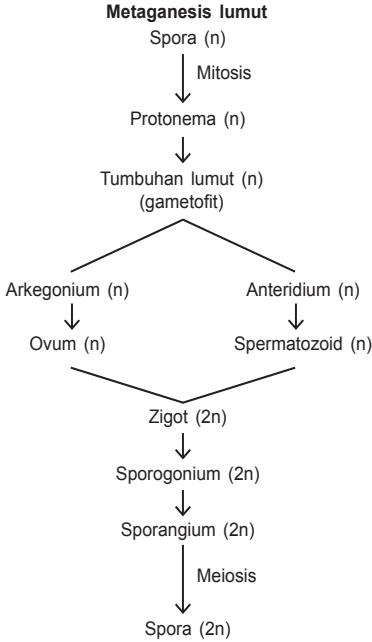 Metaganesis lumut
Spora (n)
Mitosis
Protonema (n)
Tumbuhan lumut (n)
(gametofit)
Arkegonium (n)
Anteridium (n)
Ovum (n)
Spermatozoid (n)
Zigot (2n)
Sporogonium (2n)
Sporangium (2n)
Meiosis
Spora (2n)